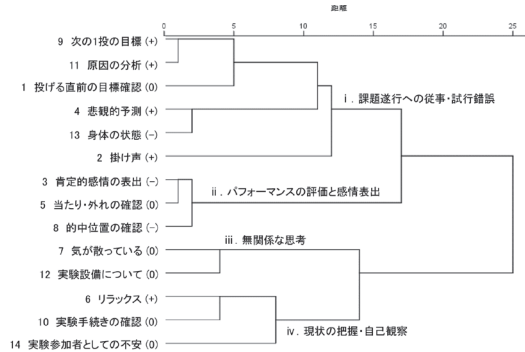 距離
0 5 10 15 20 25
9 次の1投の目標 (+)
11 原因の分析 (+)
1 投げる直前の目標確認 (0)
4 悲観的予測 (+)
i．課題遂行への従事・試行錯誤
13 身体の状態 (−)
2 掛け声 (+)
3 肯定的感情の表出 (−)
ii．パフォーマンスの評価と感情表出
5 当たり・外れの確認 (0)
8 的中位置の確認 (−)
iii．無関係な思考
7 気が散っている (0)
12 実験設備について (0)
6 リラックス (+)
10 実験手続きの確認 (0)
iv．現状の把握・自己観察
14 実験参加者としての不安 (0)